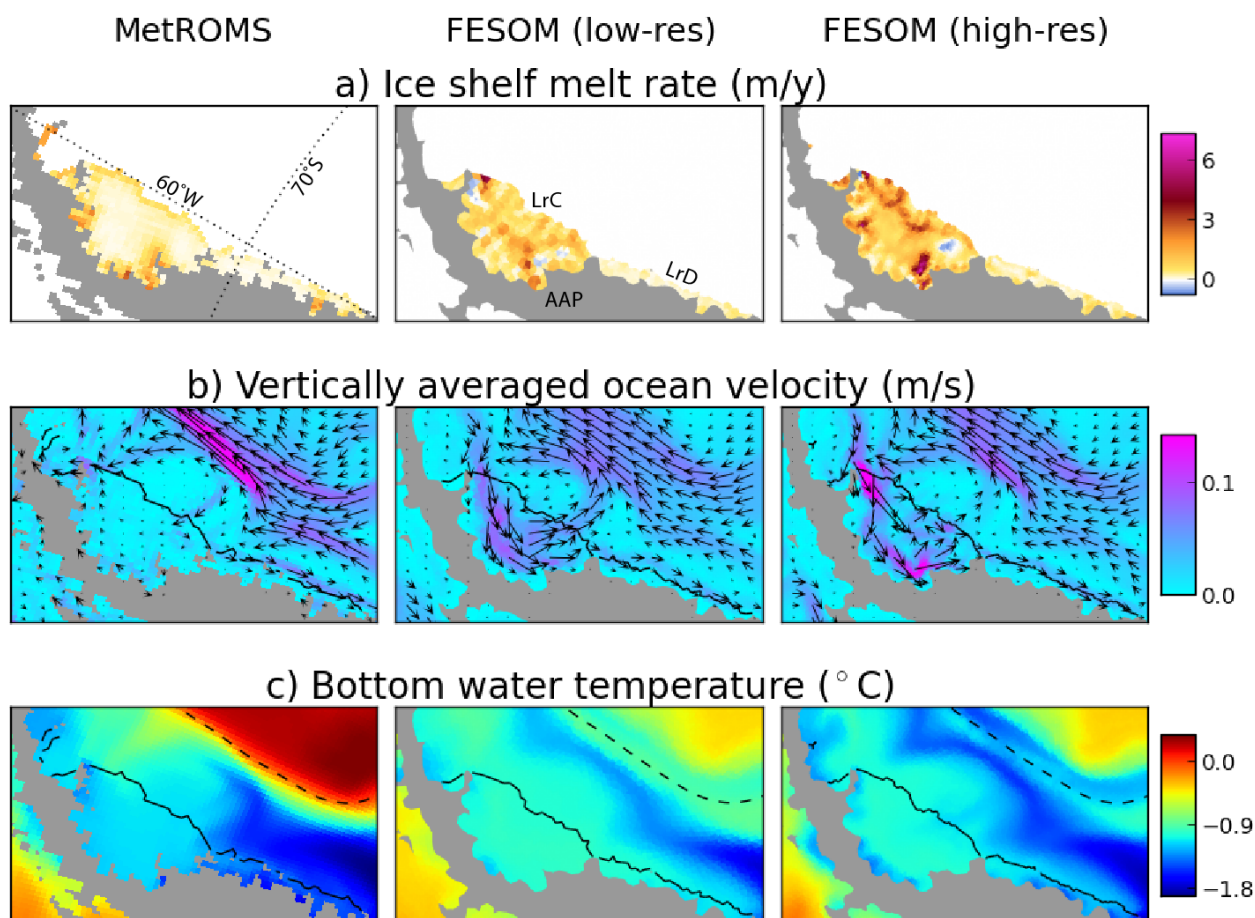 MetROMS FESOM (low-res) FESOM (high-res)
a) Ice shelf melt rate (m/y)
60°W
70°S
LrC
LrD
AAP
6
3
0
b) Vertically averaged ocean velocity (m/s)
0.1
0.0
c) Bottom water temperature (°C)
0.0
−0.9
−1.8